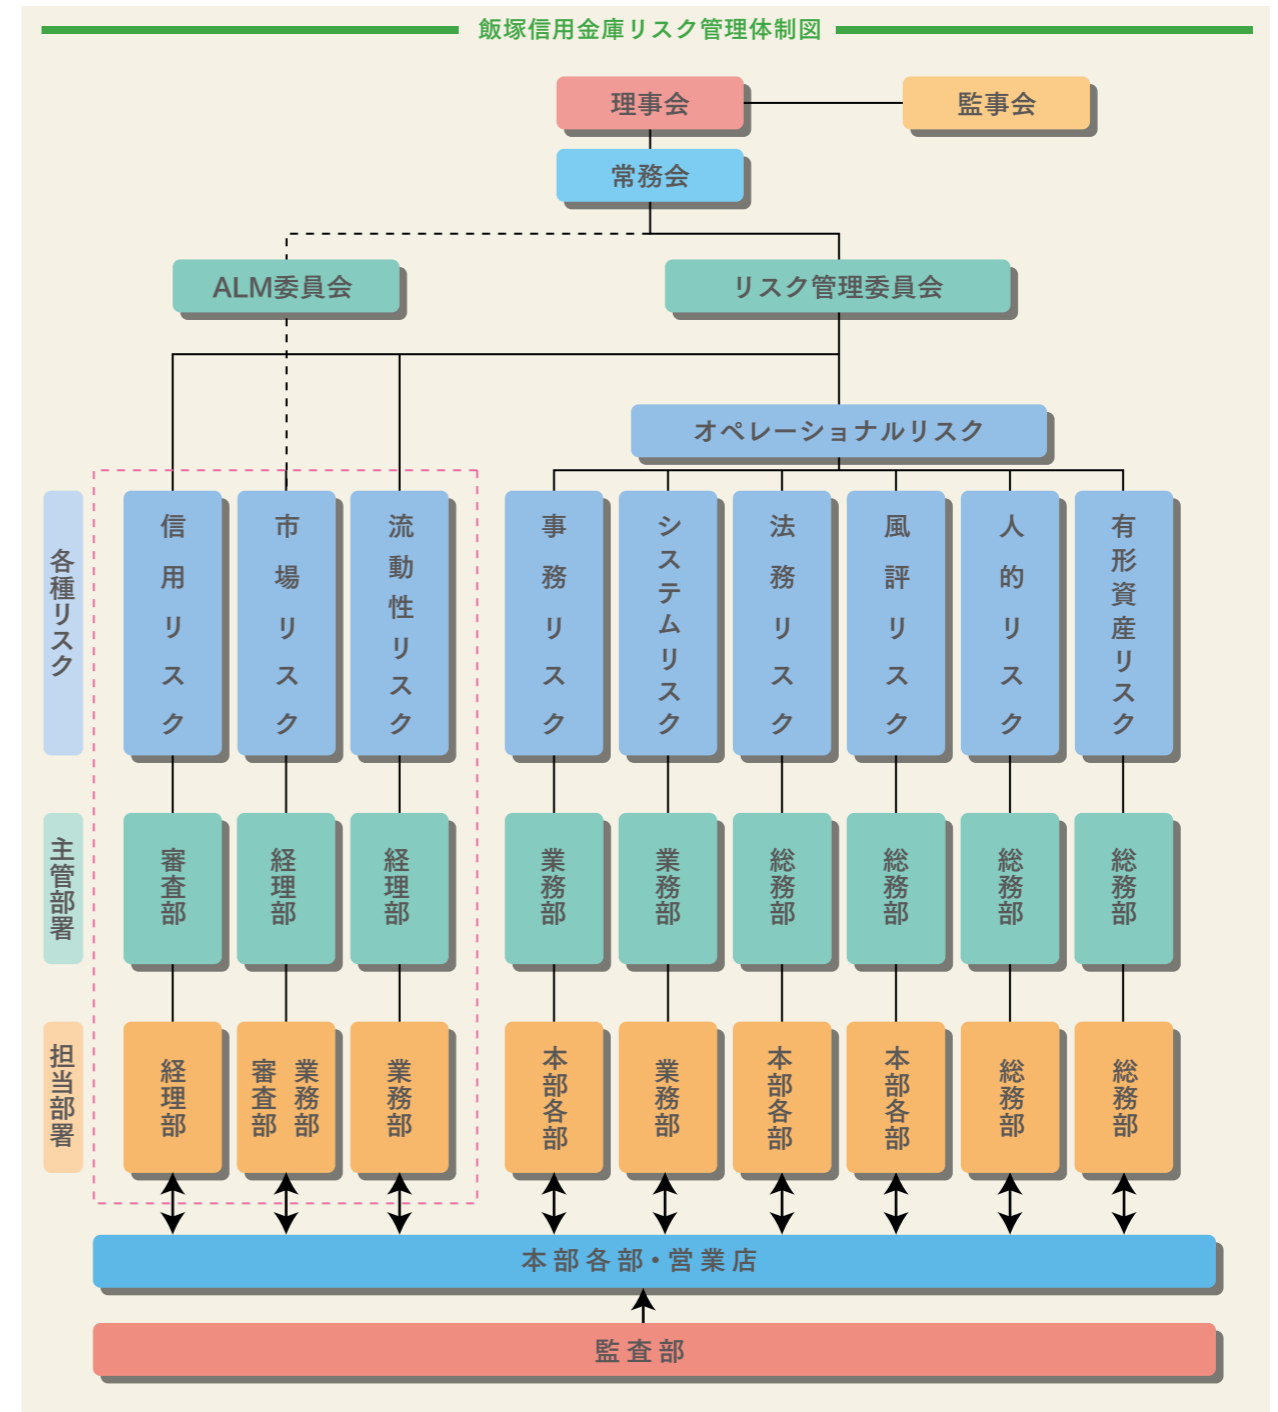 飯塚信用金庫リスク管理体制図
理事会
監事会
常務会
ALM委員会
リスク管理委員会
オペレーショナルリスク
各種リスク
信用リスク
市場リスク
流動性リスク
事務リスク
システムリスク
法務リスク
風評リスク
人的リスク
有形資産リスク
主管部署
審査部
経理部
経理部
業務部
業務部
総務部
総務部
総務部
総務部
担当部署
経理部
業務部
審査部
業務部
本部各部
業務部
本部各部
本部各部
総務部
総務部
本部各部・営業店
監査部